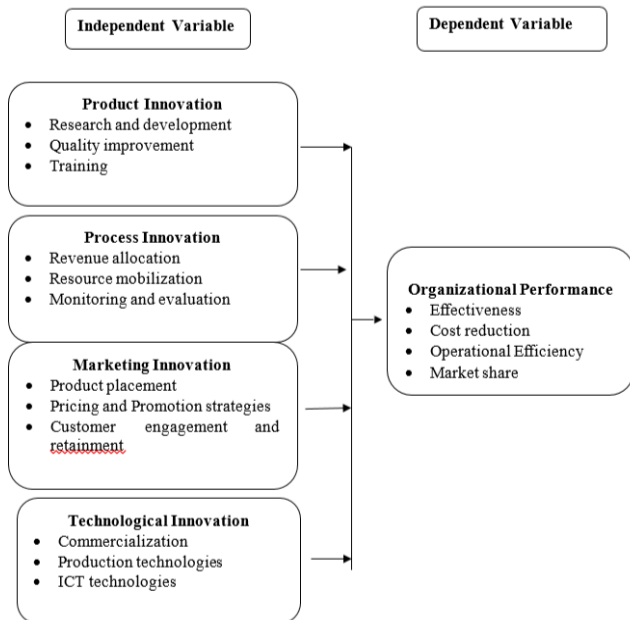 Independent Variable
Dependent Variable
Product Innovation
• Research and development
• Quality improvement
• Training
Process Innovation
• Revenue allocation
• Resource mobilization
• Monitoring and evaluation
Marketing Innovation
• Product placement
• Pricing and Promotion strategies
• Customer engagement and
retainment
Technological Innovation
• Commercialization
• Production technologies
• ICT technologies
Organizational Performance
• Effectiveness
• Cost reduction
• Operational Efficiency
• Market share